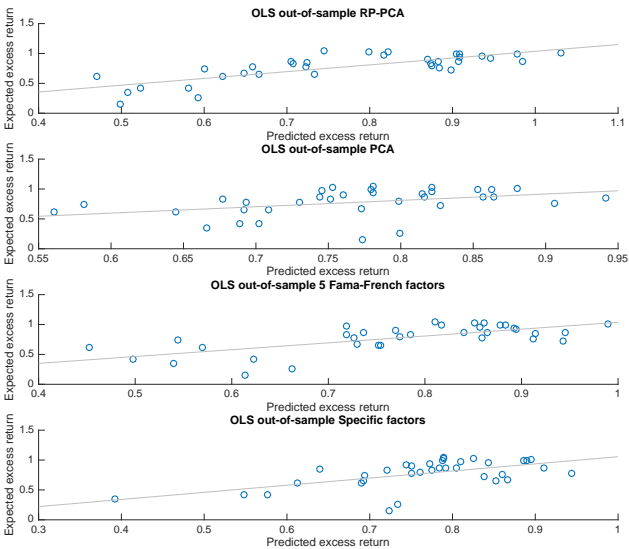 OLS out-of-sample RP-PCA
Expected excess return
1.5
1
0.5
0
0.4 0.5 0.6 0.7 0.8 0.9 1 1.1
Predicted excess return
OLS out-of-sample PCA
Expected excess return
1.5
1
0.5
0
0.55 0.6 0.65 0.7 0.75 0.8 0.85 0.9 0.95
Predicted excess return
OLS out-of-sample 5 Fama-French factors
Expected excess return
1.5
1
0.5
0
0.4 0.5 0.6 0.7 0.8 0.9 1
Predicted excess return
OLS out-of-sample Specific factors
Expected excess return
1.5
1
0.5
0
0.3 0.4 0.5 0.6 0.7 0.8 0.9 1
Predicted excess return